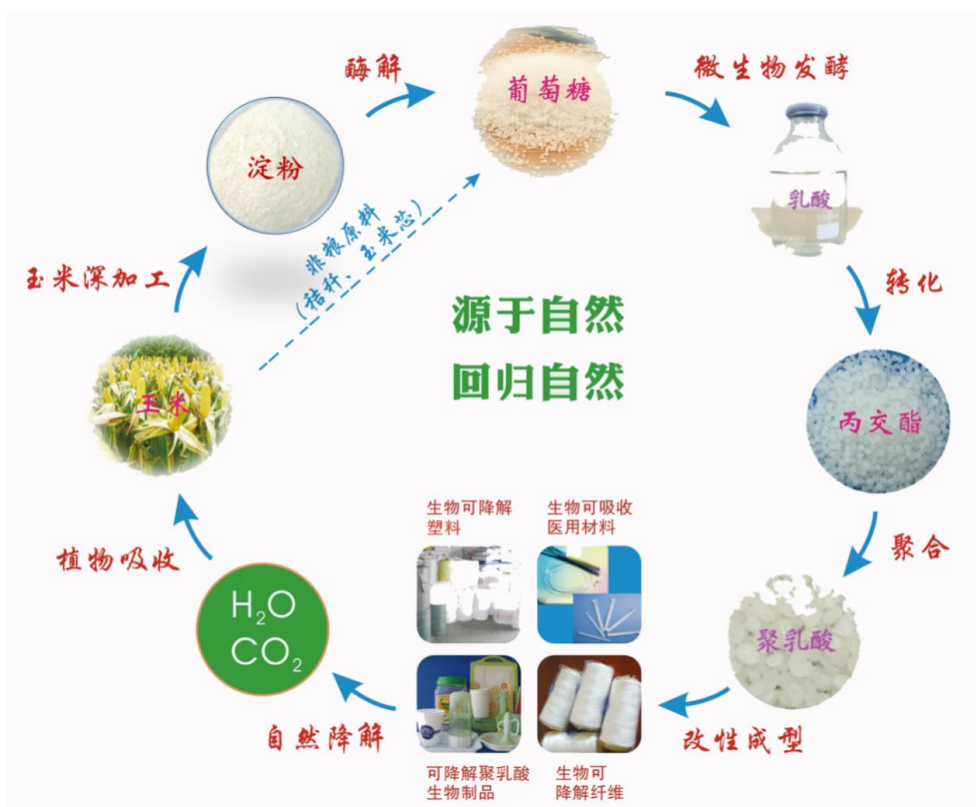 酶解
葡萄糖
微生物发酵
淀粉
乳酸
非粮原料
(秸秆、玉米芯)
玉米深加工
转化
源于自然
回归自然
玉米
丙交酯
生物可降解
塑料
生物可吸收
医用材料
植物吸收
聚合
H₂O
CO₂
聚乳酸
自然降解
改性成型
可降解聚乳酸
生物制品
生物可
降解纤维